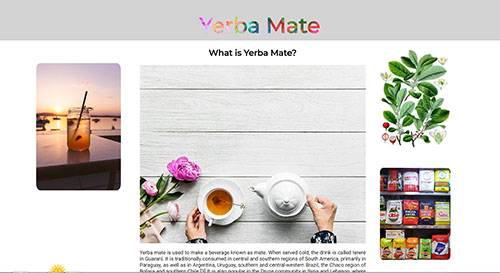 Yerba Mate
What is Yerba Mate?
Yerba mate is used to make a beverage known as mate. When served cold, the drink is called tereré
in Guaraní. It is traditionally consumed in central and southern regions of South America, primarily in
Paraguay, as well as in Argentina, Uruguay, southern and central-western Brazil, the Chaco region of
Bolivia and southern Chile.[1] It is also popular in the Druze community in Syria and Lebanon, where